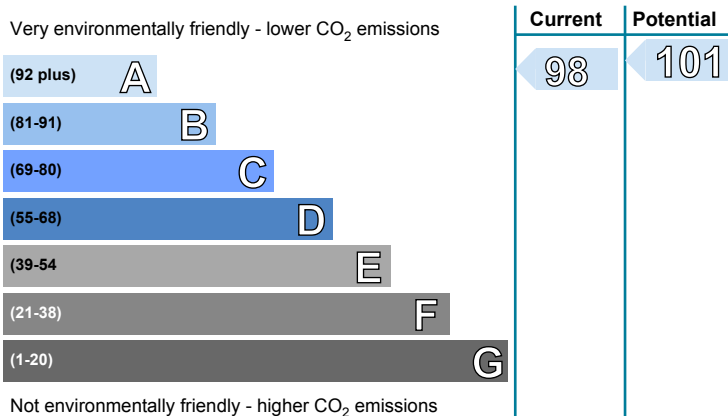 Very environmentally friendly - lower CO2 emissions
Current
Potential
(92 plus) A
98
101
(81-91) B
(69-80) C
(55-68) D
(39-54 E
(21-38) F
(1-20) G
Not environmentally friendly - higher CO2 emissions